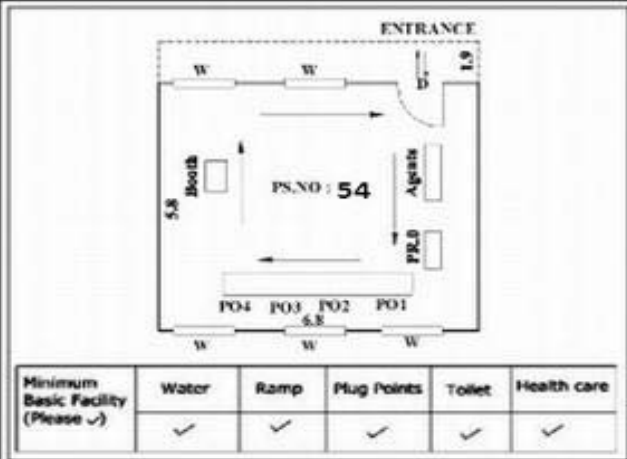 ENTRANCE
W W
D.
1.9
Booth
PS.NO : 54
Agents
5.8
PR.0
PO4 PO3 PO2 PO1
6.8
W W W
Minimum Basic Facility (Please ✓) Water Ramp Plug Points Toilet Health care
✓ ✓ ✓ ✓ ✓